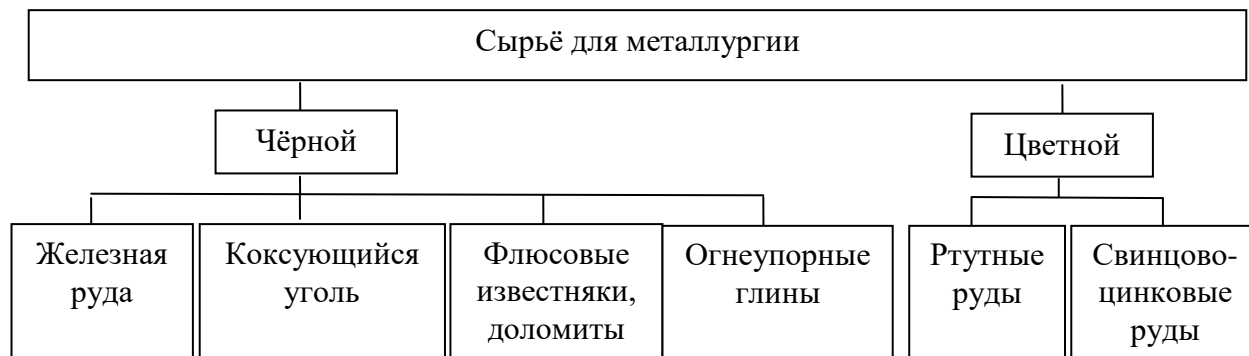 Сырьё для металлургии
Чёрной
Цветной
Железная
руда
Коксующийся
уголь
Флюсовые
известняки,
доломиты
Огнеупорные
глины
Ртутные
руды
Свинцово-
цинковые
руды